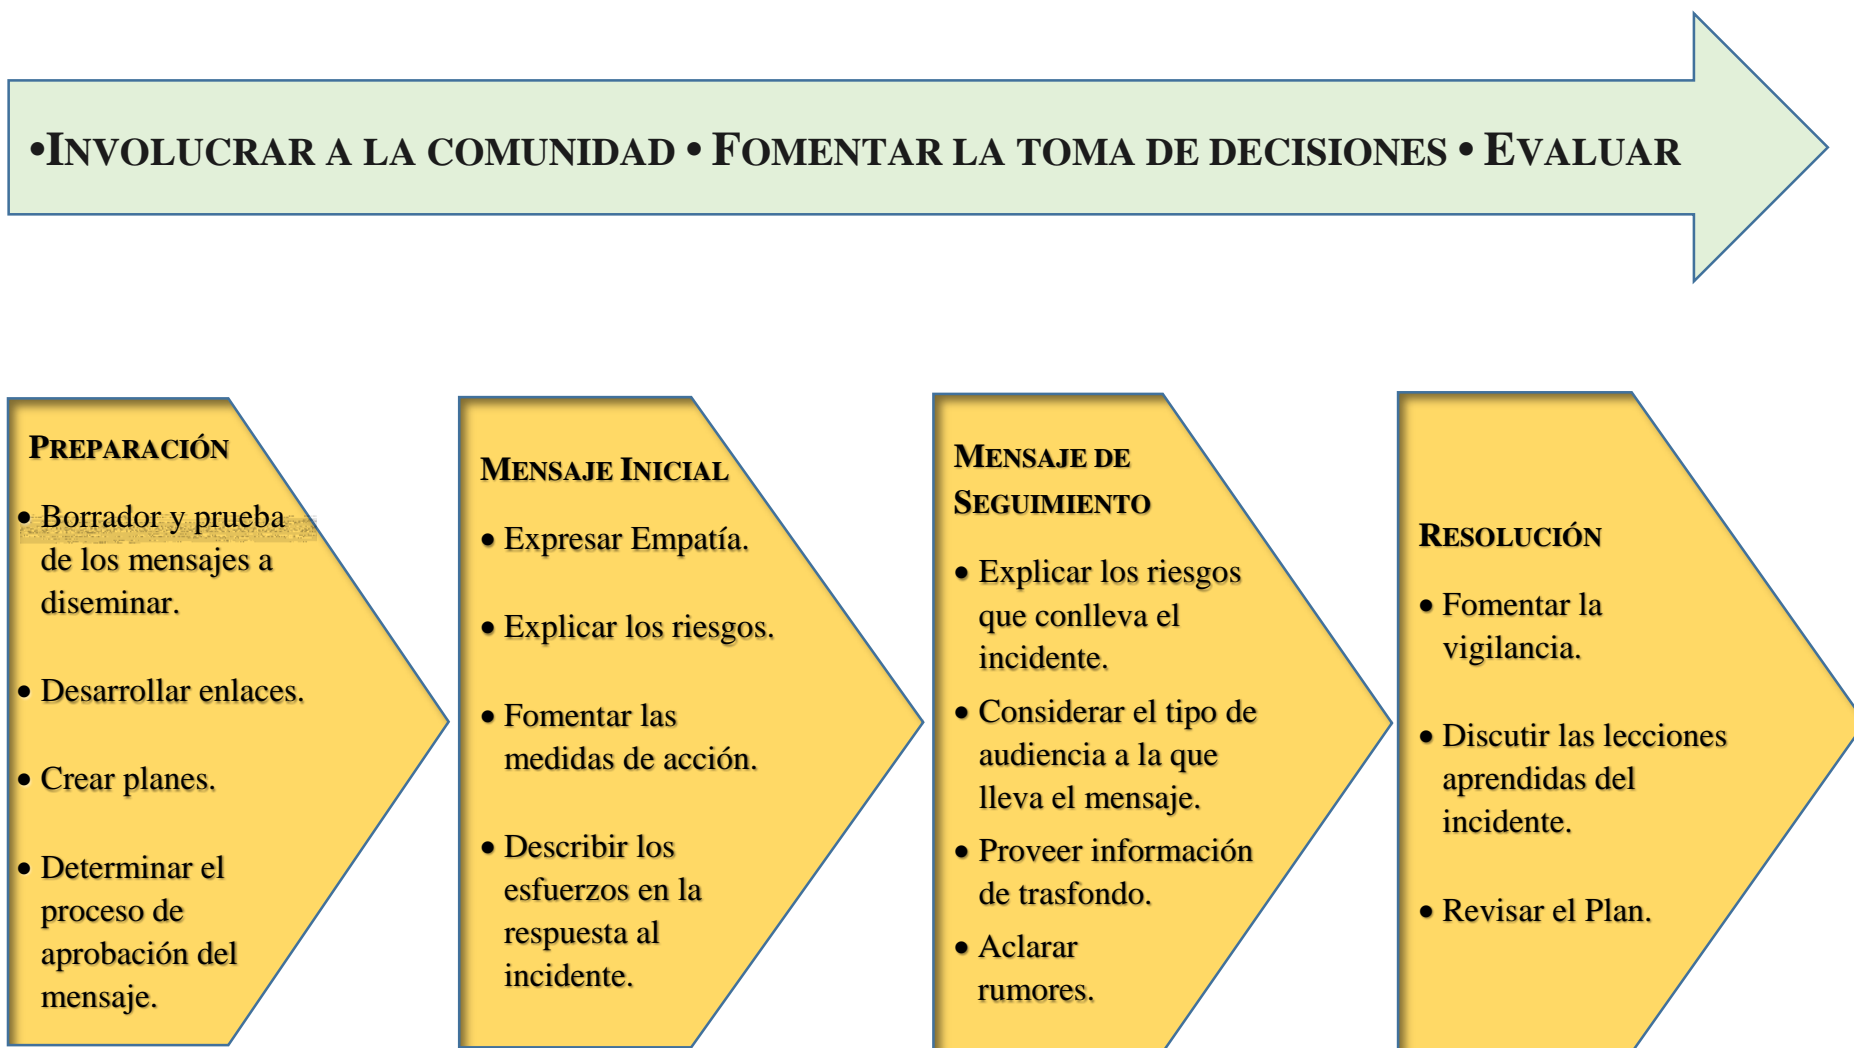 •INVOLUCRAR A LA COMUNIDAD • FOMENTAR LA TOMA DE DECISIONES • EVALUAR
PREPARACIÓN
• Borrador y prueba
de los mensajes a
diseminar.
• Desarrollar enlaces.
• Crear planes.
• Determinar el
proceso de
aprobación del
mensaje.
MENSAJE INICIAL
• Expresar Empatía.
• Explicar los riesgos.
• Fomentar las
medidas de acción.
• Describir los
esfuerzos en la
respuesta al
incidente.
MENSAJE DE
SEGUIMIENTO
• Explicar los riesgos
que conlleva el
incidente.
• Considerar el tipo de
audiencia a la que
lleva el mensaje.
• Proveer información
de trasfondo.
• Aclarar
rumores.
RESOLUCIÓN
• Fomentar la
vigilancia.
• Discutir las lecciones
aprendidas del
incidente.
• Revisar el Plan.